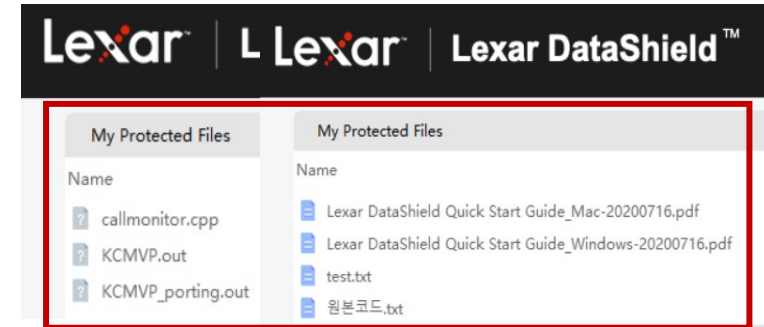 Lexar | L
My Protected Files
Name
callmonitor.cpp
KCMVP.out
KCMVP_porting.out
Lexar | Lexar DataShield™
My Protected Files
Name
Lexar DataShield Quick Start Guide_Mac-20200716.pdf
Lexar DataShield Quick Start Guide_Windows-20200716.pdf
test.txt
원본코드.txt